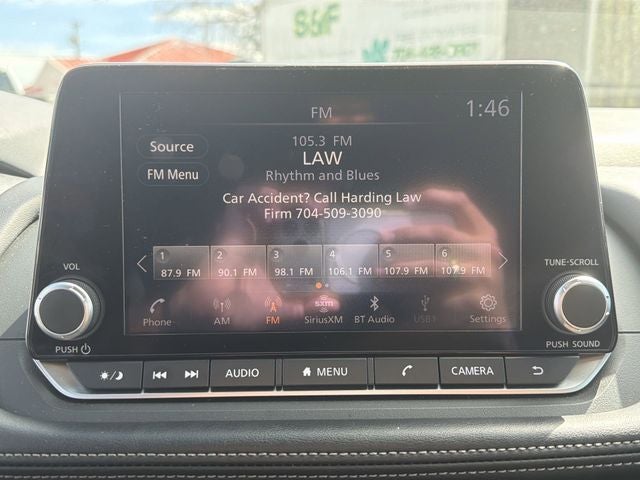 S&F
FM
1:46
Source
105.3 FM
LAW
FM Menu
Rhythm and Blues
Car Accident? Call Harding Law
Firm 704-509-3090
1 2 3 4 5 6
87.9 FM 90.1 FM 98.1 FM 106.1 FM 107.9 FM 107.9 FM
VOL
TUNE·SCROLL
SXM
Phone AM FM SiriusXM BT Audio USB1 Settings
PUSH
PUSH SOUND
AUDIO MENU CAMERA